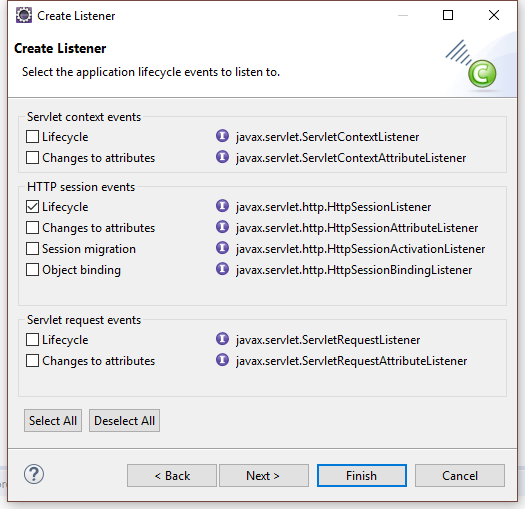 Create Listener
Create Listener
Select the application lifecycle events to listen to.
C
Servlet context events
Lifecycle I javax.servlet.ServletContextListener
Changes to attributes I javax.servlet.ServletContextAttributeListener
HTTP session events
Lifecycle I javax.servlet.http.HttpSessionListener
Changes to attributes I javax.servlet.http.HttpSessionAttributeListener
Session migration I javax.servlet.http.HttpSessionActivationListener
Object binding I javax.servlet.http.HttpSessionBindingListener
Servlet request events
Lifecycle I javax.servlet.ServletRequestListener
Changes to attributes I javax.servlet.ServletRequestAttributeListener
Select All Deselect All
? < Back Next > Finish Cancel